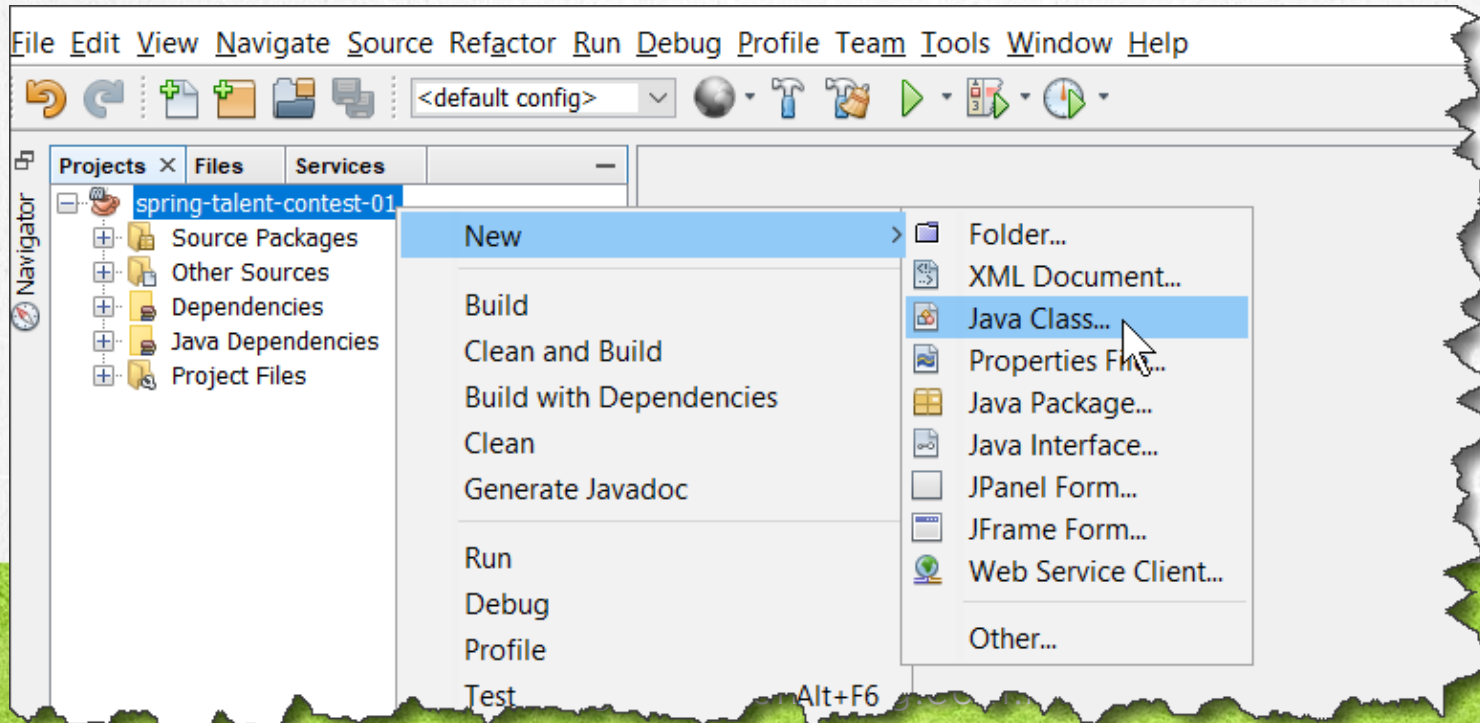 File Edit View Navigate Source Refactor Run Debug Profile Team Tools Window Help
<default config>
Projects Files Services
Navigator
spring-talent-contest-01
Source Packages
Other Sources
Dependencies
Java Dependencies
Project Files
New
Build
Clean and Build
Build with Dependencies
Clean
Generate Javadoc
Run
Debug
Profile
Test Alt+F6
Folder...
XML Document...
Java Class...
Properties
Java Package...
Java Interface...
JPanel Form...
JFrame Form...
Web Service Client...
Other...